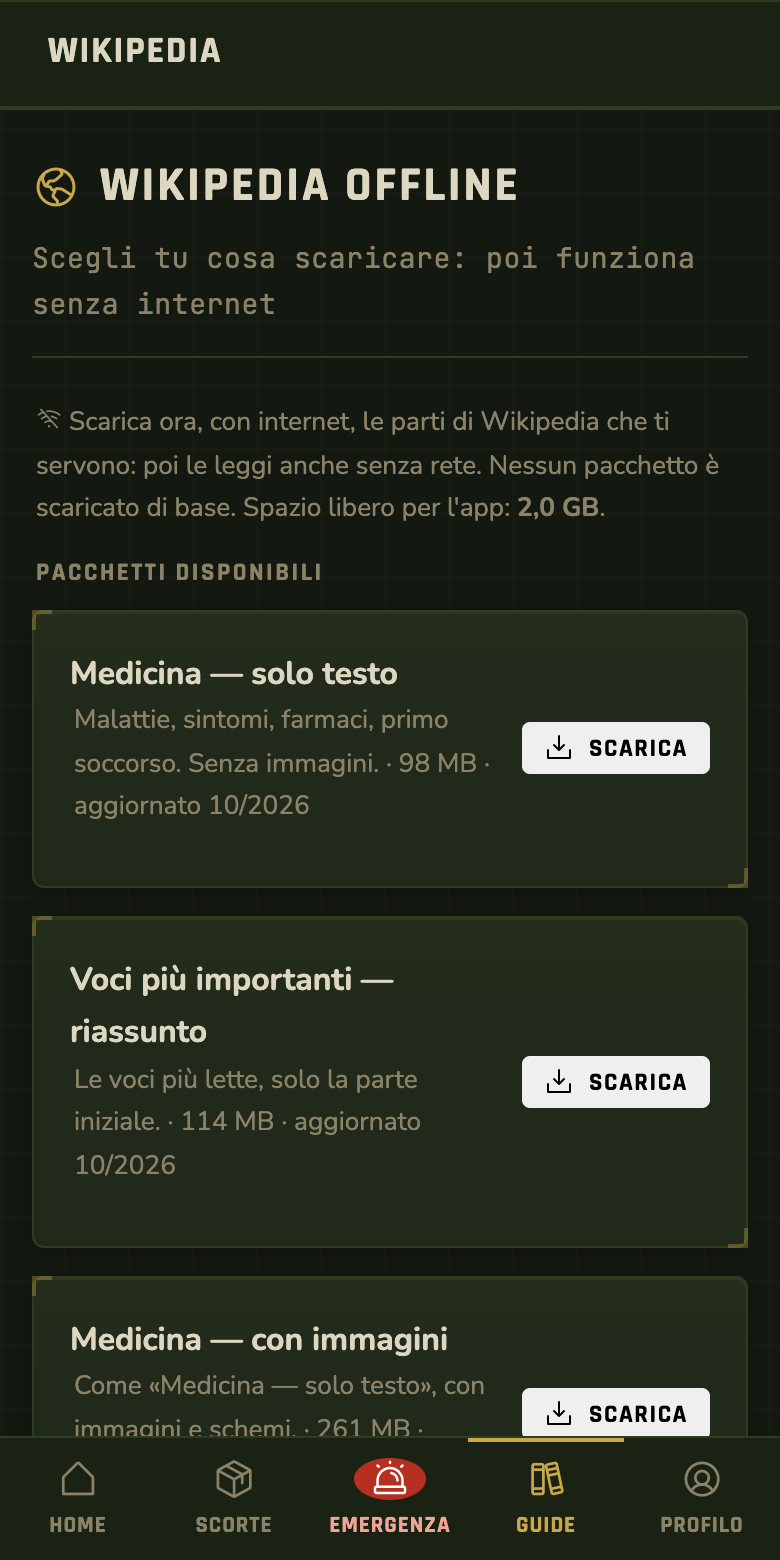 WIKIPEDIA
WIKIPEDIA OFFLINE
Scegli tu cosa scaricare: poi funziona
senza internet
Scarica ora, con internet, le parti di Wikipedia che ti
servono: poi le leggi anche senza rete. Nessun pacchetto è
scaricato di base. Spazio libero per l'app: 2,0 GB.
PACCHETTI DISPONIBILI
Medicina — solo testo
Malattie, sintomi, farmaci, primo
soccorso. Senza immagini. · 98 MB ·
aggiornato 10/2026
SCARICA
Voci più importanti —
riassunto
Le voci più lette, solo la parte
iniziale. · 114 MB · aggiornato
10/2026
SCARICA
Medicina — con immagini
Come «Medicina — solo testo», con
immagini e schemi. · 261 MB ·
SCARICA
HOME
SCORTE
EMERGENZA
GUIDE
PROFILO